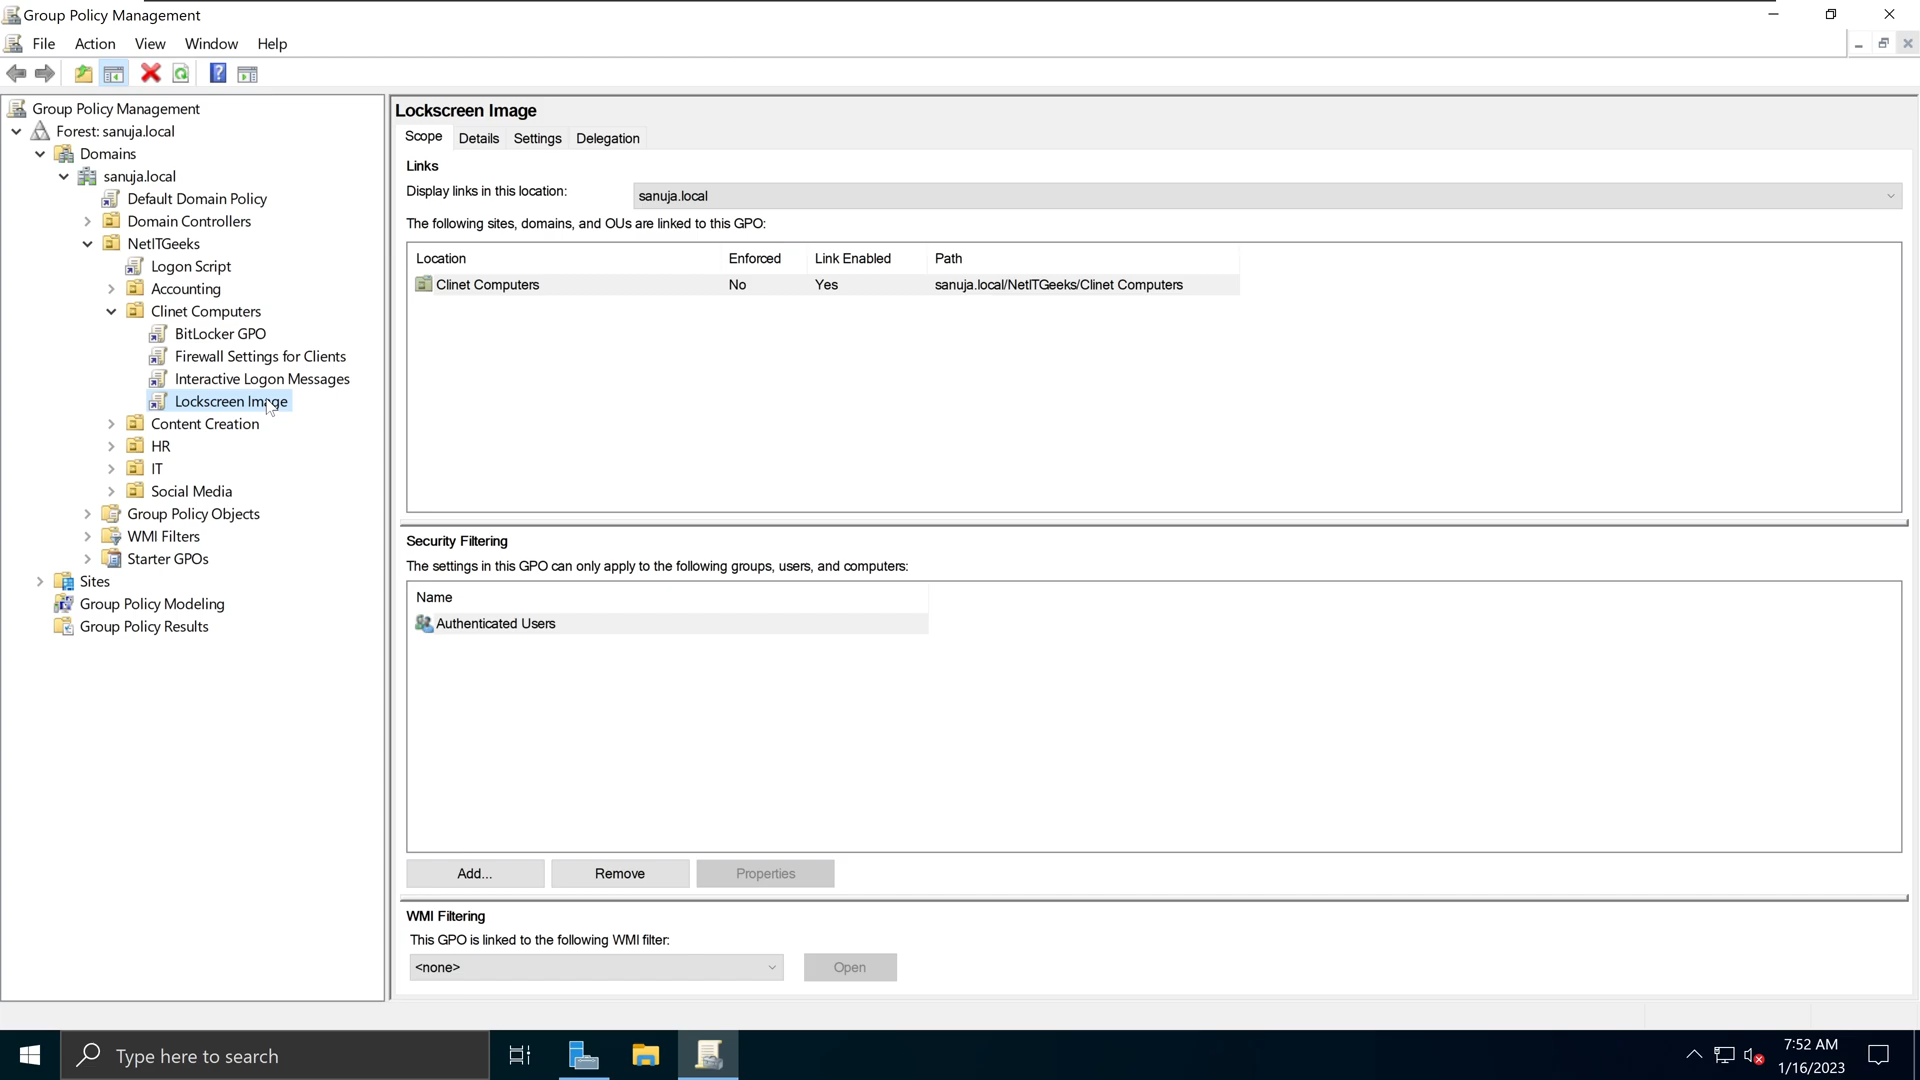 Group Policy Management
File Action View Window Help
Group Policy Management
Forest: sanuja.local
Domains
sanuja.local
Default Domain Policy
Domain Controllers
NetITGeeks
Logon Script
Accounting
Clinet Computers
BitLocker GPO
Firewall Settings for Clients
Interactive Logon Messages
Lockscreen Image
Content Creation
HR
IT
Social Media
Group Policy Objects
WMI Filters
Starter GPOs
Sites
Group Policy Modeling
Group Policy Results
Lockscreen Image
Scope Details Settings Delegation
Links
Display links in this location: sanuja.local
The following sites, domains, and OUs are linked to this GPO:
Location Enforced Link Enabled Path
Clinet Computers No Yes sanuja.local/NetITGeeks/Clinet Computers
Security Filtering
The settings in this GPO can only apply to the following groups, users, and computers:
Name
Authenticated Users
Add... Remove Properties
WMI Filtering
This GPO is linked to the following WMI filter:
<none> Open
Type here to search
7:52 AM
1/16/2023